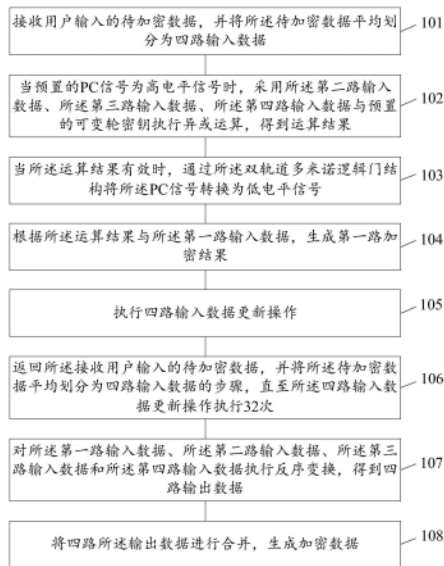 接收用户输入的待加密数据，并将所述待加密数据平均划
分为四路输入数据
101
当预置的PC信号为高电平信号时，采用所述第二路输入
数据、所述第三路输入数据、所述第四路输入数据与预置
的可变轮密钥执行异或运算，得到运算结果
102
当所述运算结果有效时，通过所述双轨道多米诺逻辑门结
构将所述PC信号转换为低电平信号
103
根据所述运算结果与所述第一路输入数据，生成第一路加
密结果
104
执行四路输入数据更新操作
105
返回所述接收用户输入的待加密数据，并将所述待加密数
据平均划分为四路输入数据的步骤，直至所述四路输入数
据更新操作执行32次
106
对所述第一路输入数据、所述第二路输入数据、所述第三
路输入数据和所述第四路输入数据执行反序变换，得到四
路输出数据
107
将四路所述输出数据进行合并，生成加密数据
108